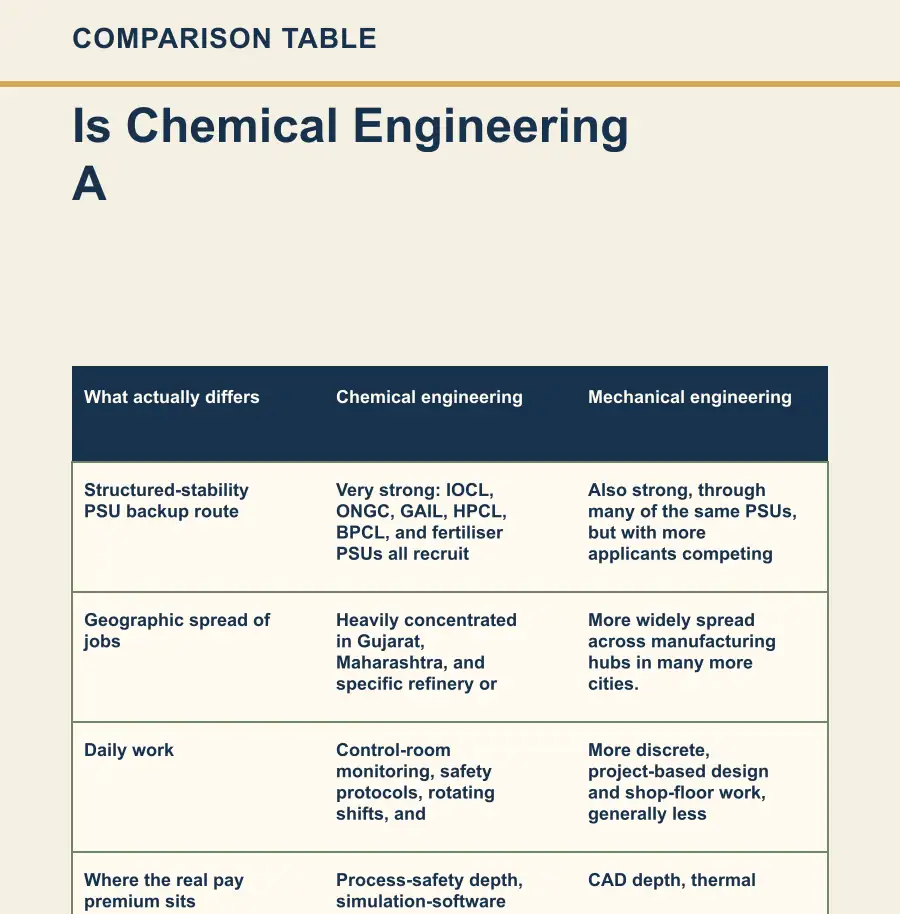 COMPARISON TABLE
Is Chemical Engineering
A
What actually differs
Chemical engineering
Mechanical engineering
Structured-stability
PSU backup route
Very strong: IOCL,
ONGC, GAIL, HPCL,
BPCL, and fertiliser
PSUs all recruit
Also strong, through
many of the same PSUs,
but with more
applicants competing
Geographic spread of
jobs
Heavily concentrated
in Gujarat,
Maharashtra, and
specific refinery or
More widely spread
across manufacturing
hubs in many more
cities.
Daily work
Control-room
monitoring, safety
protocols, rotating
shifts, and
More discrete,
project-based design
and shop-floor work,
generally less
Where the real pay
premium sits
Process-safety depth,
simulation-software
CAD depth, thermal